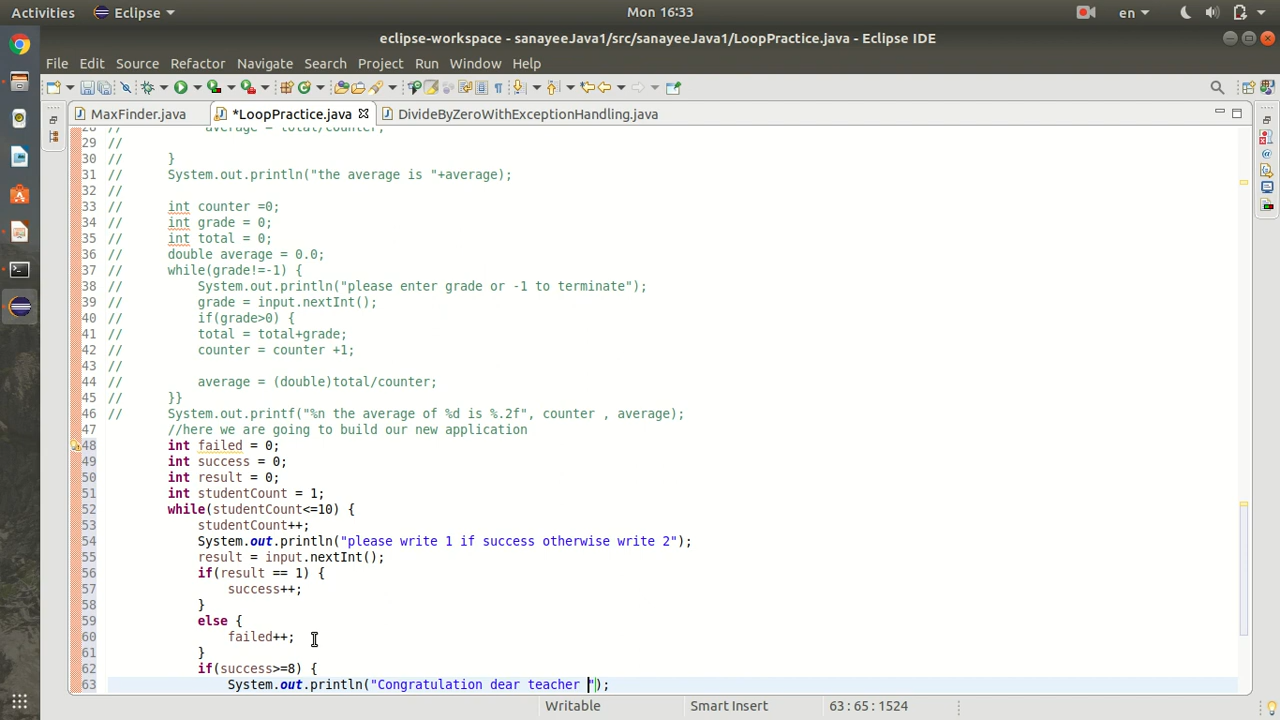 Activities Eclipse Mon 16:33 en
eclipse-workspace - sanayeeJava1/src/sanayeeJava1/LoopPractice.java - Eclipse IDE
File Edit Source Refactor Navigate Search Project Run Window Help
MaxFinder.java *LoopPractice.java DivideByZeroWithExceptionHandling.java
28 // average = total/counter;
29 //
30 // }
31 // System.out.println("the average is "+average);
32 //
33 // int counter =0;
34 // int grade = 0;
35 // int total = 0;
36 // double average = 0.0;
37 // while(grade!=-1) {
38 // System.out.println("please enter grade or -1 to terminate");
39 // grade = input.nextInt();
40 // if(grade>0) {
41 // total = total+grade;
42 // counter = counter +1;
43 //
44 // average = (double)total/counter;
45 // }}
46 // System.out.printf("%n the average of %d is %.2f", counter , average);
47 //here we are going to build our new application
48 int failed = 0;
49 int success = 0;
50 int result = 0;
51 int studentCount = 1;
52 while(studentCount<=10) {
53 studentCount++;
54 System.out.println("please write 1 if success otherwise write 2");
55 result = input.nextInt();
56 if(result == 1) {
57 success++;
58 }
59 else {
60 failed++;
61 }
62 if(success>=8) {
63 System.out.println("Congratulation dear teacher ");
Writable Smart Insert 63 : 65 : 1524